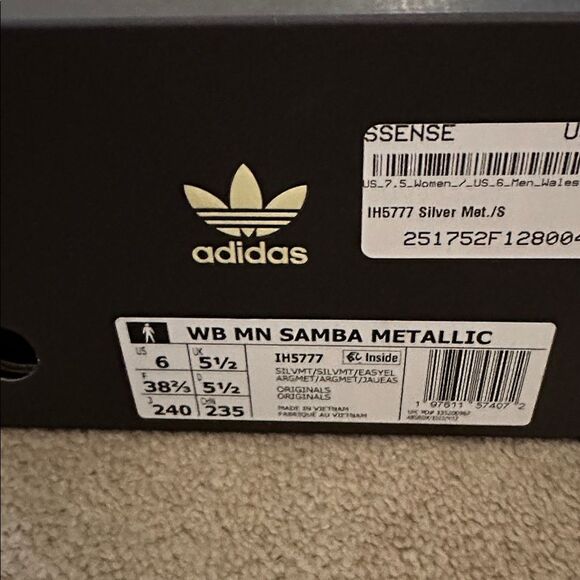 SSENSE U
US_7.5_Women_/_US_6_Men_Wales
IH5777 Silver Met./S
251752F128004
adidas
WB MN SAMBA METALLIC
US 6 UK 5½
F 38⅔ D 5½
J 240 CHN 235
IH5777 Inside
SILVMT/SILVMT/EASYEL
ARGMET/ARGMET/JAUEAS
ORIGINALS
ORIGINALS
MADE IN VIETNAM
FABRIQUÉ AU VIETNAM
1 97611 57407 2